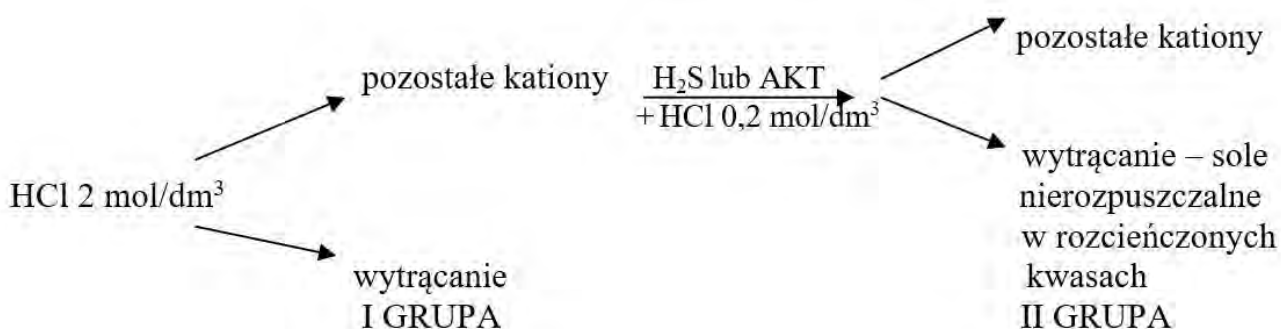 HCl 2 mol/dm³
pozostałe kationy
wytrącanie
I GRUPA
H₂S lub AKT
+ HCl 0,2 mol/dm³
pozostałe kationy
wytrącanie – sole
nierozpuszczalne
w rozcieńczonych
kwasach
II GRUPA